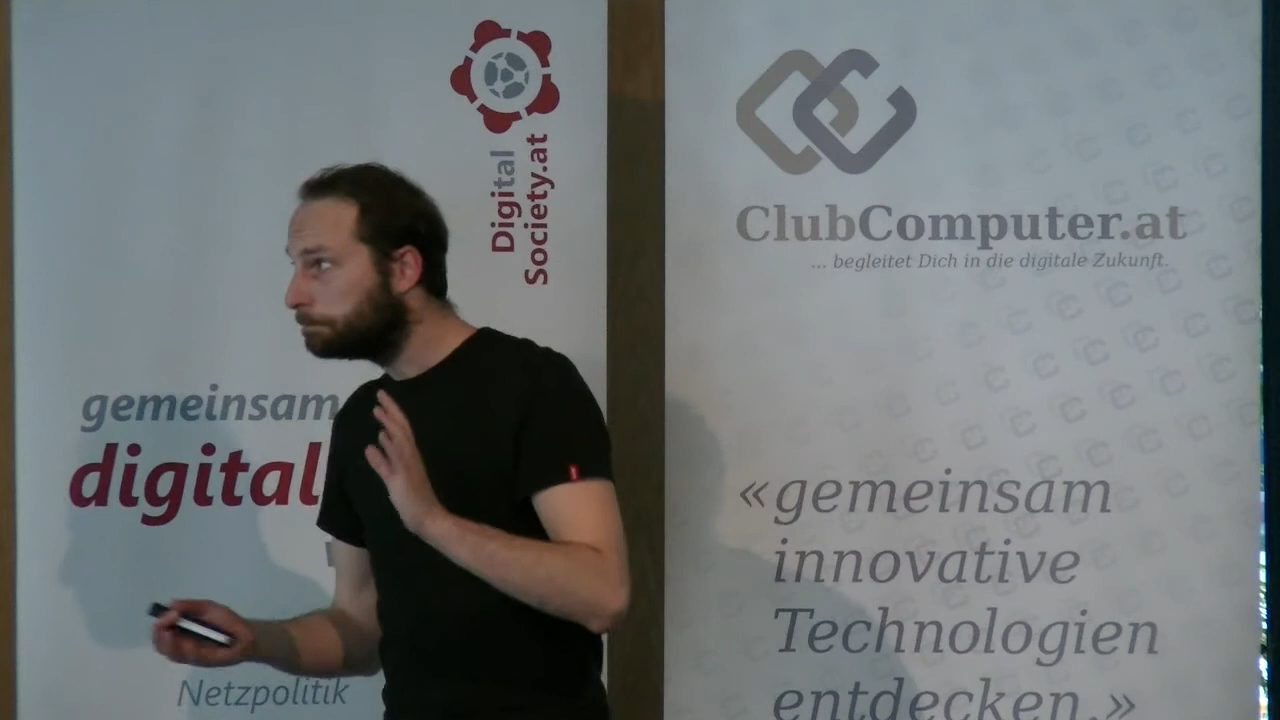 Digital
Society.at
gemeinsam
digital
Netzpolitik
ClubComputer.at
... begleitet Dich in die digitale Zukunft.
«gemeinsam
innovative
Technologien
entdecken.»